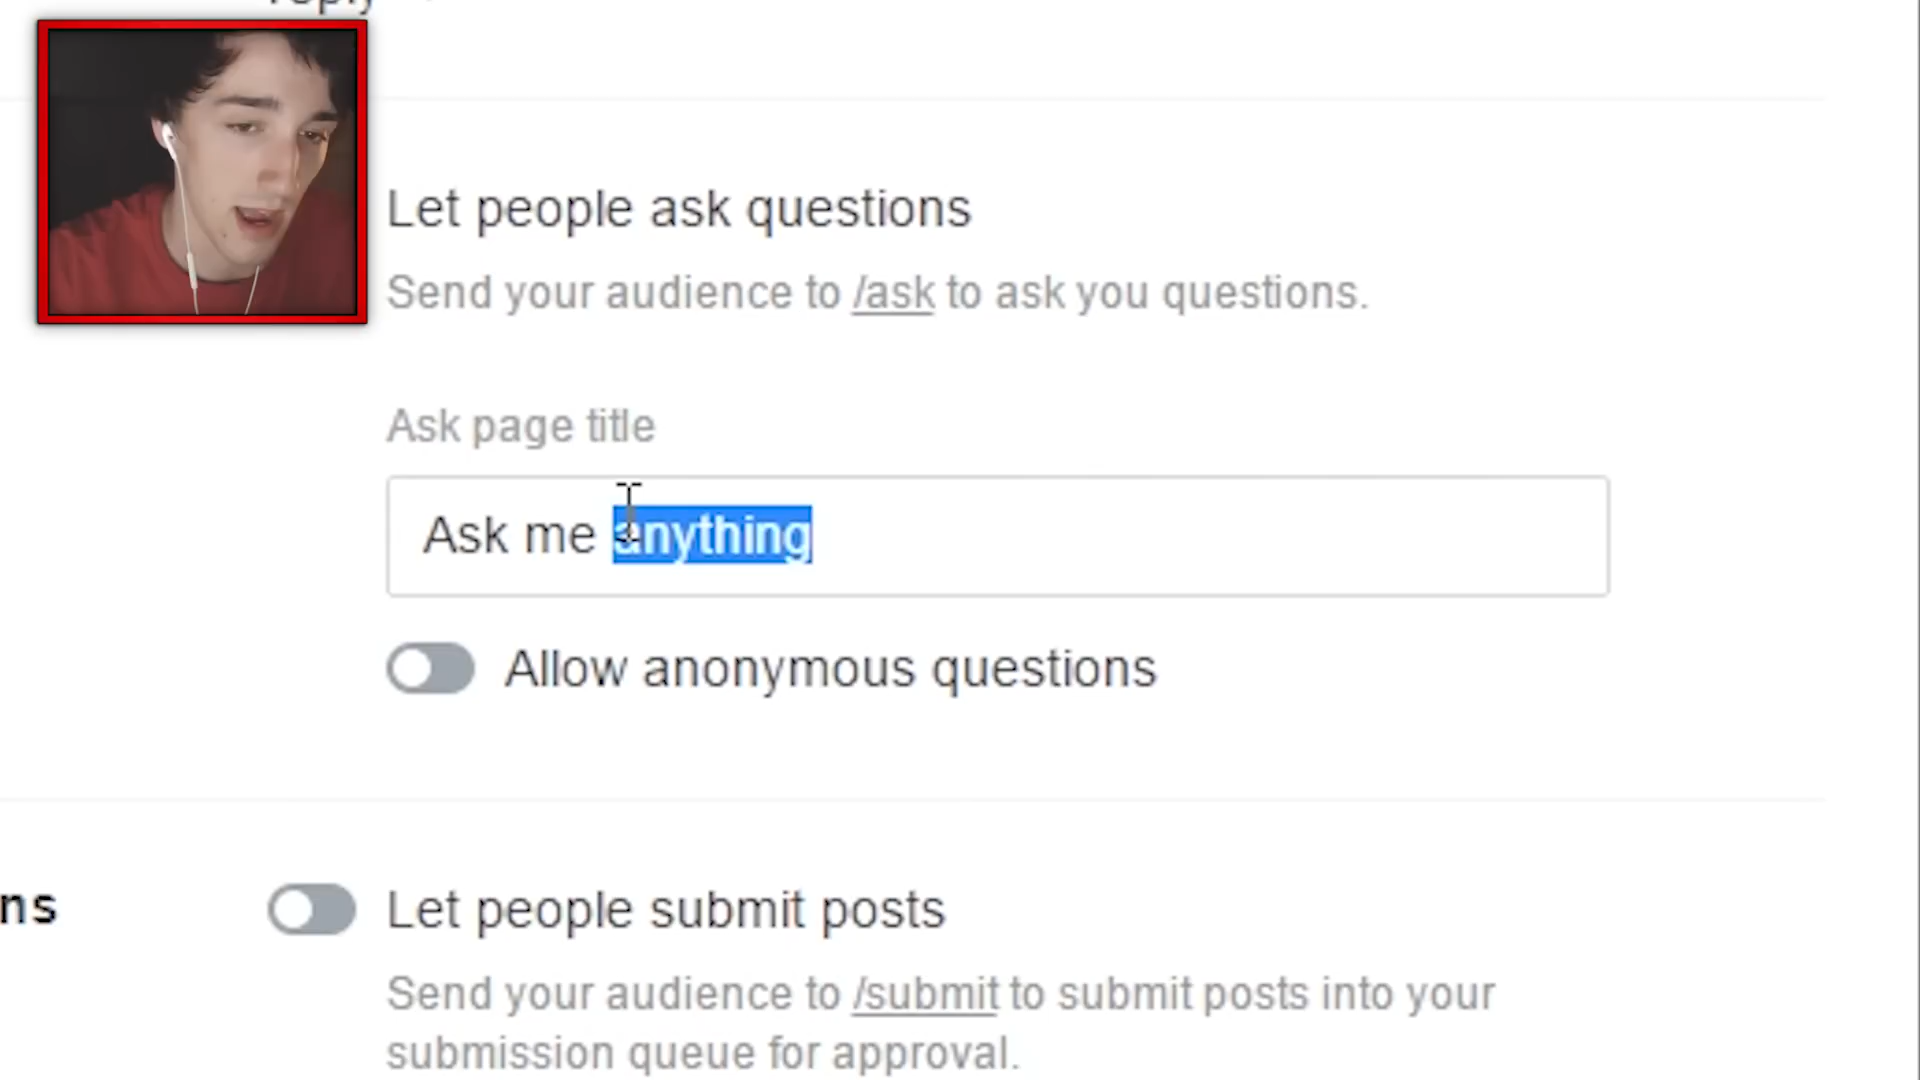 reply
Let people ask questions
Send your audience to /ask to ask you questions.
Ask page title
Ask me anything
Allow anonymous questions
ns
Let people submit posts
Send your audience to /submit to submit posts into your
submission queue for approval.